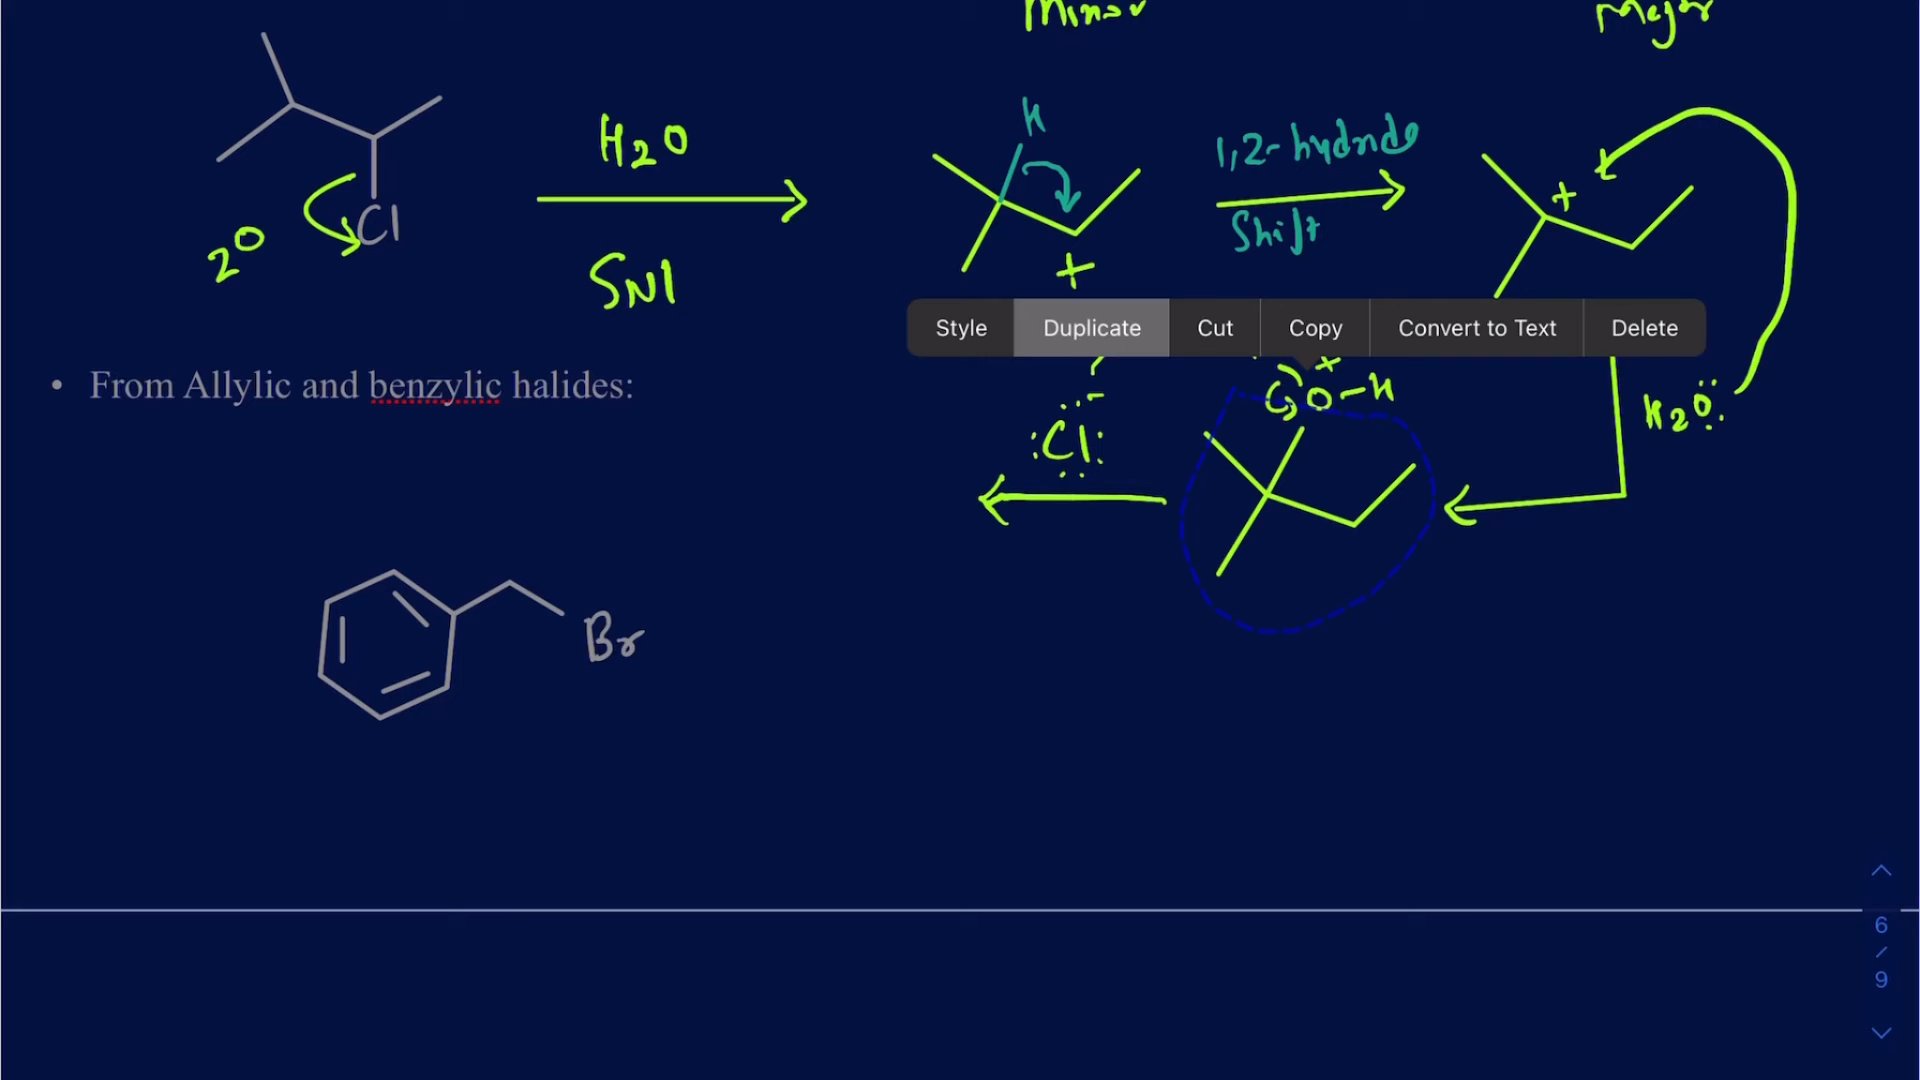 Minor
Major
H
H2O
1,2-hydride
Shift
+
Cl
2°
SN1
+
Style Duplicate Cut Copy Convert to Text Delete
• From Allylic and benzylic halides:
+
O-H
H2O:
:Cl:
Br
6
/
9